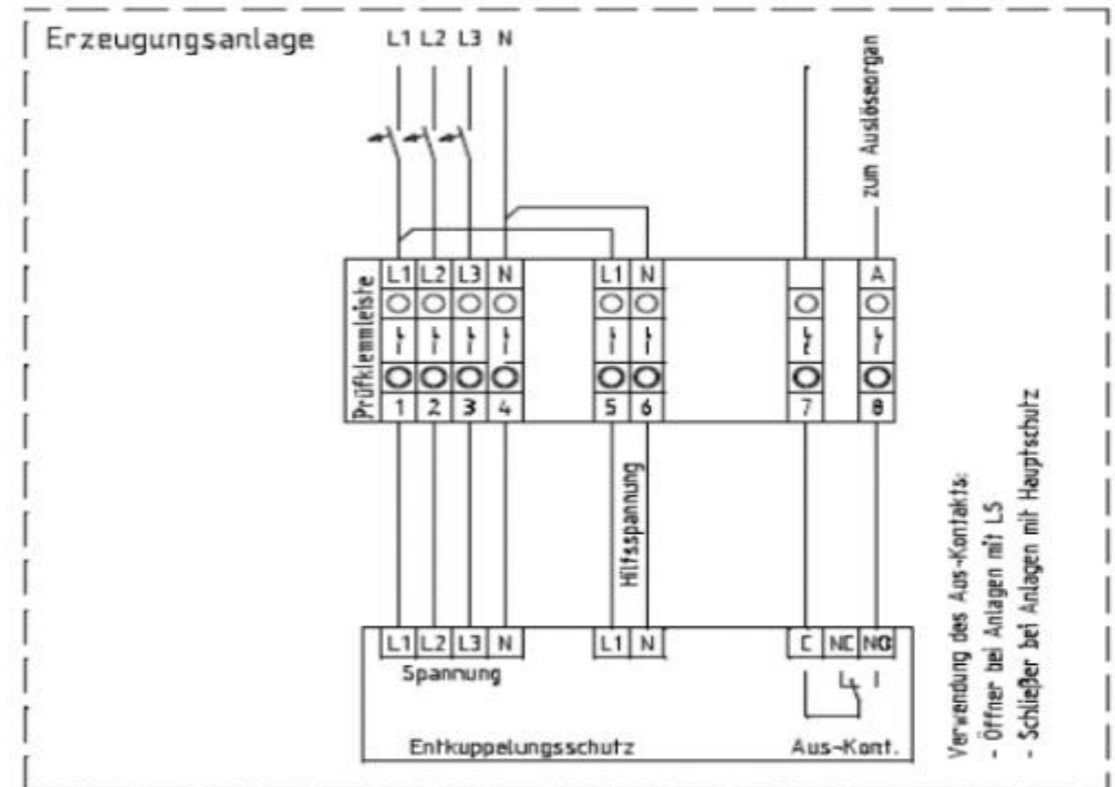 Erzeugungsanlage
L1 L2 L3 N
zum Auslöseorgan
Prüfklemmleiste
L1 L2 L3 N L1 N A
1 2 3 4 5 6 7 8
Hilfsspannung
L1 L2 L3 N L1 N C NC NO
Spannung
Entkuppelungsschutz Aus-Kont.
Verwendung des Aus-Kontakts:
- Öffner bei Anlagen mit LS
- Schließer bei Anlagen mit Hauptschutz